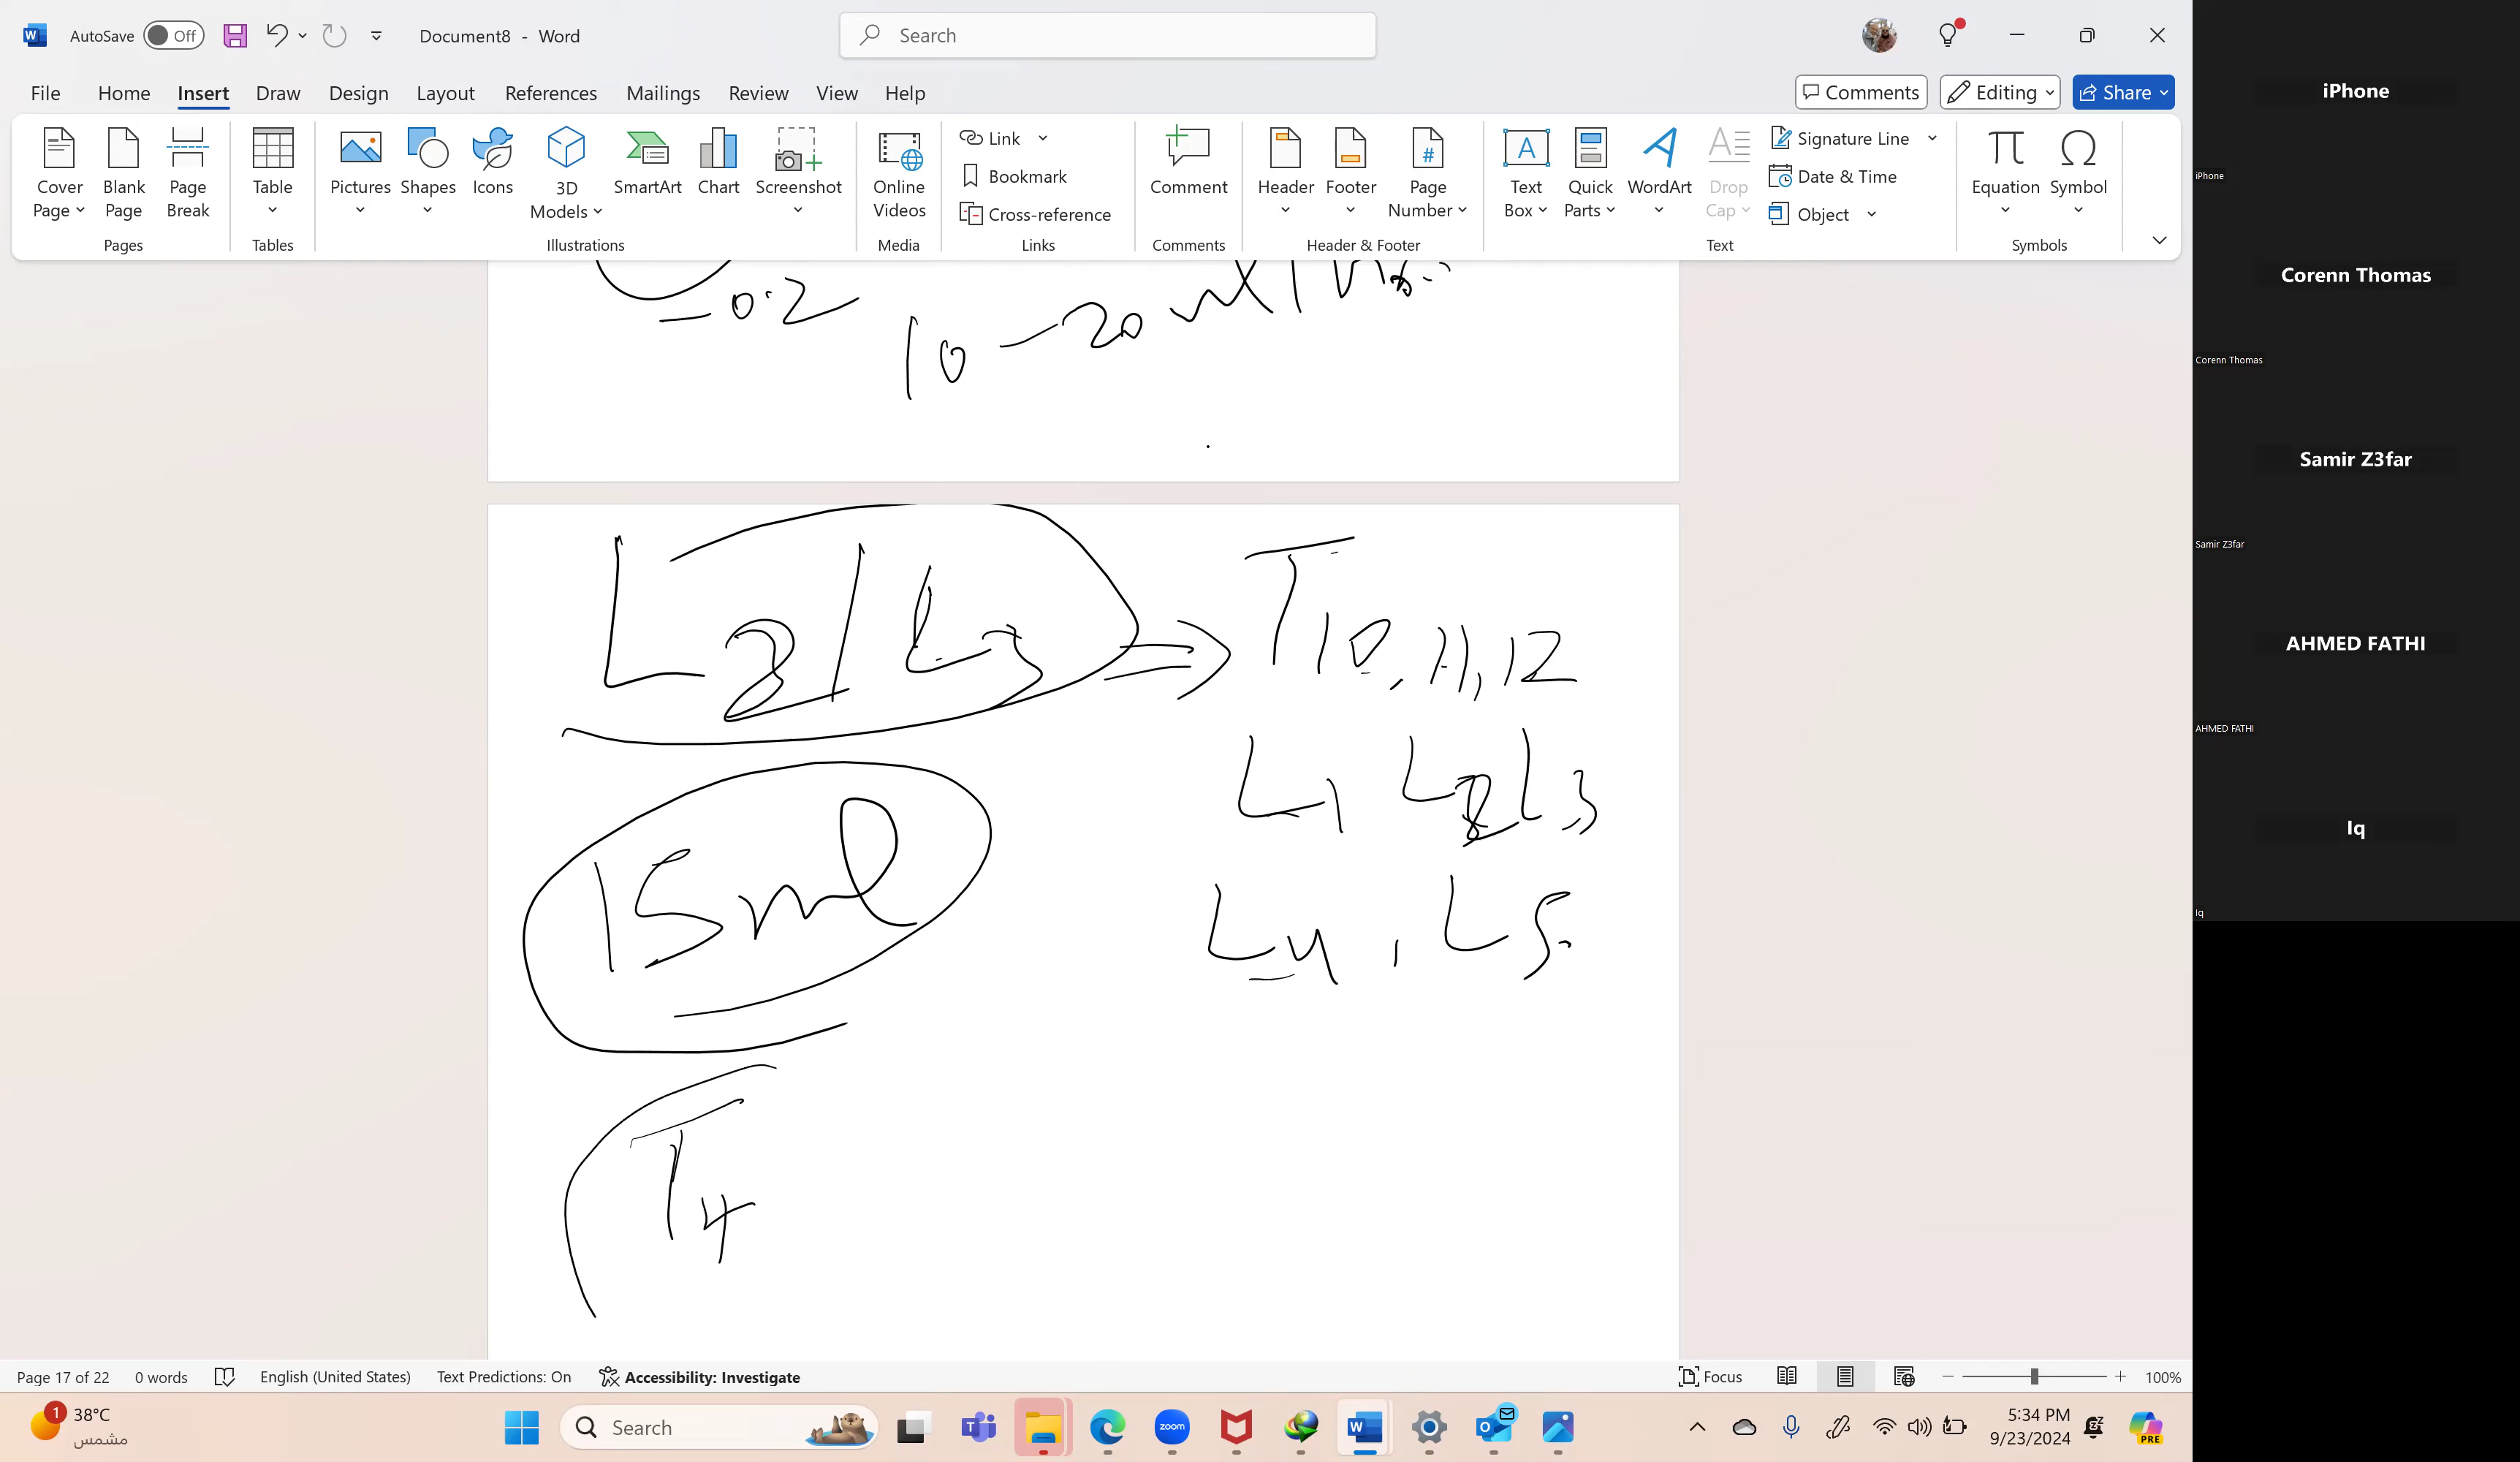 AutoSave Off Document8 - Word Search
File Home Insert Draw Design Layout References Mailings Review View Help Comments Editing Share
Cover Page Blank Page Page Break Table Pictures Shapes Icons 3D Models SmartArt Chart Screenshot Online Videos Link Bookmark Cross-reference Comment Header Footer Page Number Text Box Quick Parts WordArt Drop Cap Signature Line Date & Time Object Equation Symbol
Pages Tables Illustrations Media Links Comments Header & Footer Text Symbols
0.2
10 - 20 ml /
L2/L3 ⇒ T10, 11, 12
L1 L2 L3
15ml
L4, L5
T4
iPhone
iPhone
Corenn Thomas
Corenn Thomas
Samir Z3far
Samir Z3far
AHMED FATHI
AHMED FATHI
Iq
Iq
Page 17 of 22 0 words English (United States) Text Predictions: On Accessibility: Investigate Focus 100%
1 38°C
مشمس
Search
zoom
PRE
5:34 PM
9/23/2024